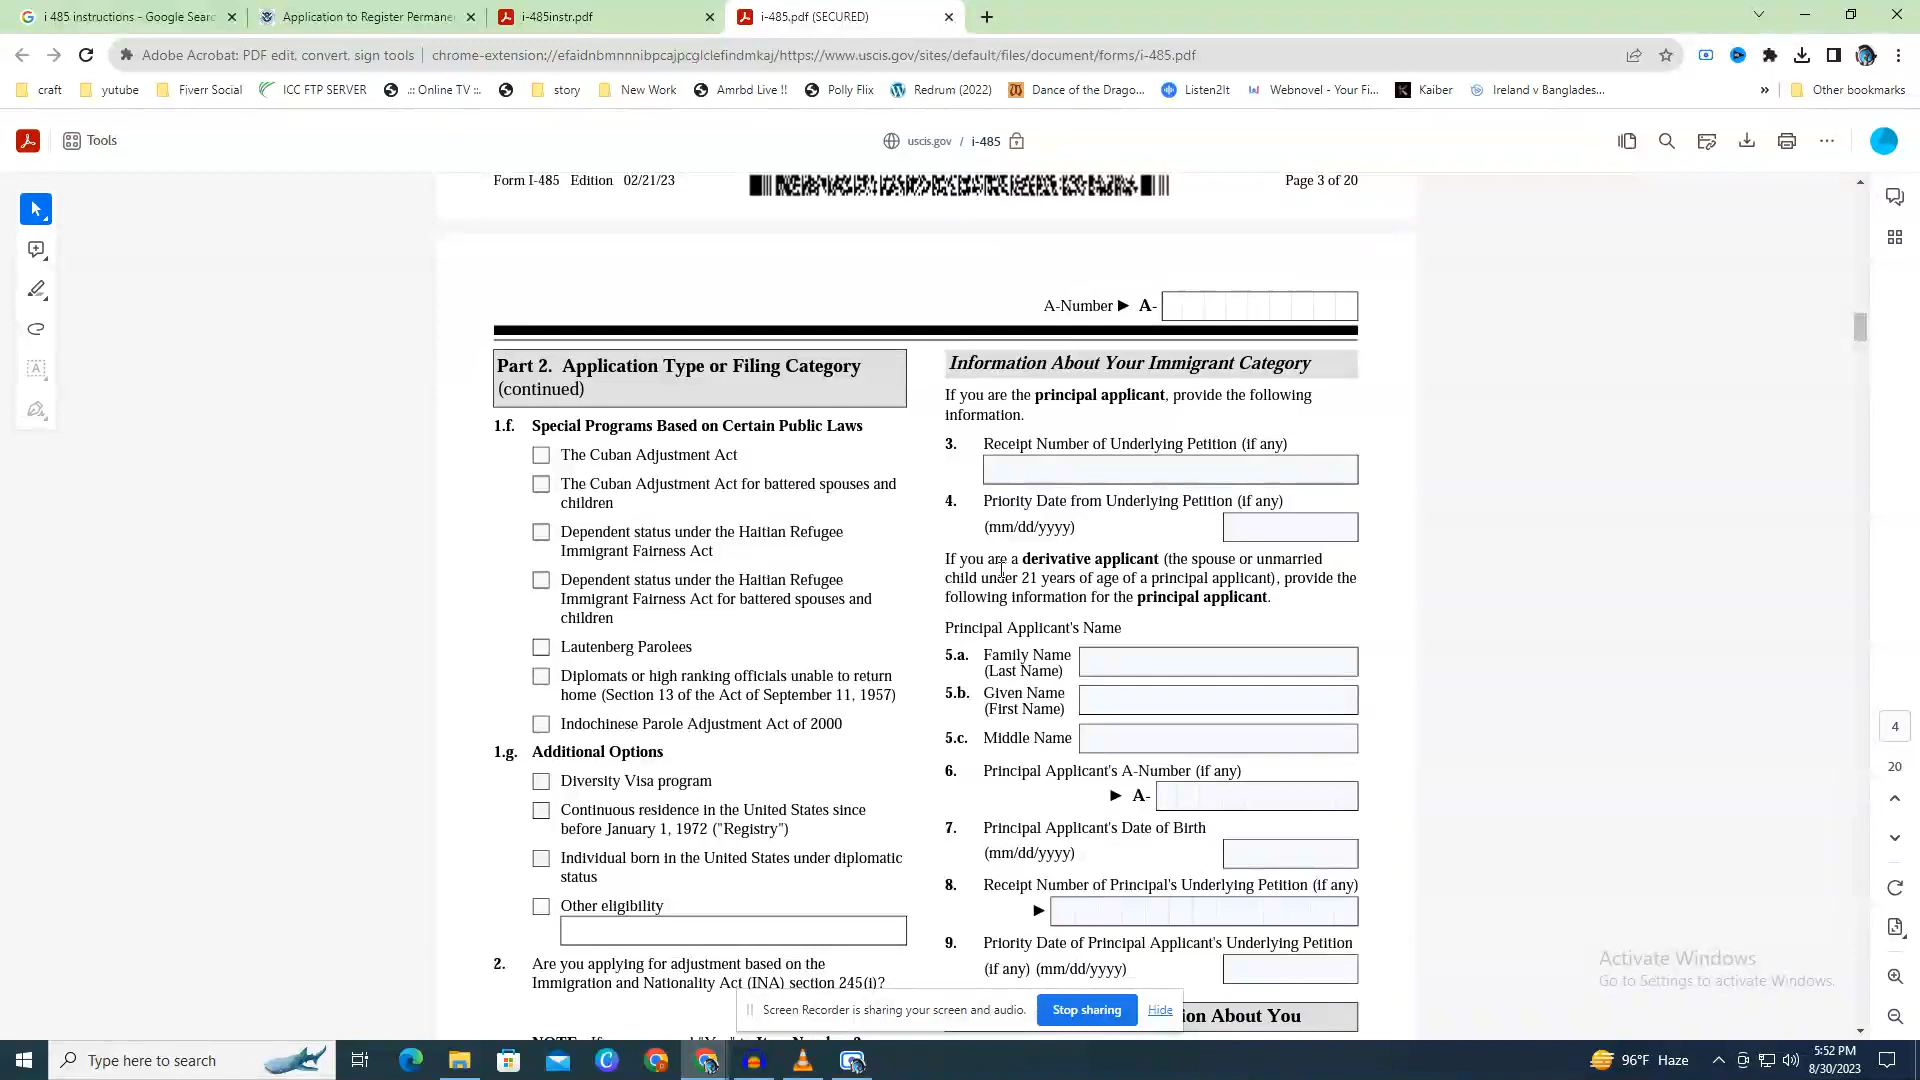 i 485 instructions - Google Searc
Application to Register Permane
i-485instr.pdf
i-485.pdf (SECURED)
Adobe Acrobat: PDF edit, convert, sign tools
chrome-extension://efaidnbmnnnibpcajpcglclefindmkaj/https://www.uscis.gov/sites/default/files/document/forms/i-485.pdf
craft
yutube
Fiverr Social
ICC FTP SERVER
.:: Online TV ::.
story
New Work
Amrbd Live !!
Polly Flix
Redrum (2022)
Dance of the Drago...
Listen2It
Webnovel - Your Fi...
Kaiber
Ireland v Banglades...
»
Other bookmarks
Tools
uscis.gov / i-485
Form I-485 Edition 02/21/23
Page 3 of 20
A-Number ► A-
Part 2. Application Type or Filing Category
(continued)
1.f. Special Programs Based on Certain Public Laws
The Cuban Adjustment Act
The Cuban Adjustment Act for battered spouses and
children
Dependent status under the Haitian Refugee
Immigrant Fairness Act
Dependent status under the Haitian Refugee
Immigrant Fairness Act for battered spouses and
children
Lautenberg Parolees
Diplomats or high ranking officials unable to return
home (Section 13 of the Act of September 11, 1957)
Indochinese Parole Adjustment Act of 2000
1.g. Additional Options
Diversity Visa program
Continuous residence in the United States since
before January 1, 1972 ("Registry")
Individual born in the United States under diplomatic
status
Other eligibility
2. Are you applying for adjustment based on the
Immigration and Nationality Act (INA) section 245(i)?
Information About Your Immigrant Category
If you are the principal applicant, provide the following
information.
3. Receipt Number of Underlying Petition (if any)
4. Priority Date from Underlying Petition (if any)
(mm/dd/yyyy)
If you are a derivative applicant (the spouse or unmarried
child under 21 years of age of a principal applicant), provide the
following information for the principal applicant.
Principal Applicant's Name
5.a. Family Name
(Last Name)
5.b. Given Name
(First Name)
5.c. Middle Name
6. Principal Applicant's A-Number (if any)
► A-
7. Principal Applicant's Date of Birth
(mm/dd/yyyy)
8. Receipt Number of Principal's Underlying Petition (if any)
►
9. Priority Date of Principal Applicant's Underlying Petition
(if any) (mm/dd/yyyy)
ion About You
4
20
Activate Windows
Go to Settings to activate Windows.
Screen Recorder is sharing your screen and audio.
Stop sharing
Hide
Type here to search
96°F Haze
5:52 PM
8/30/2023